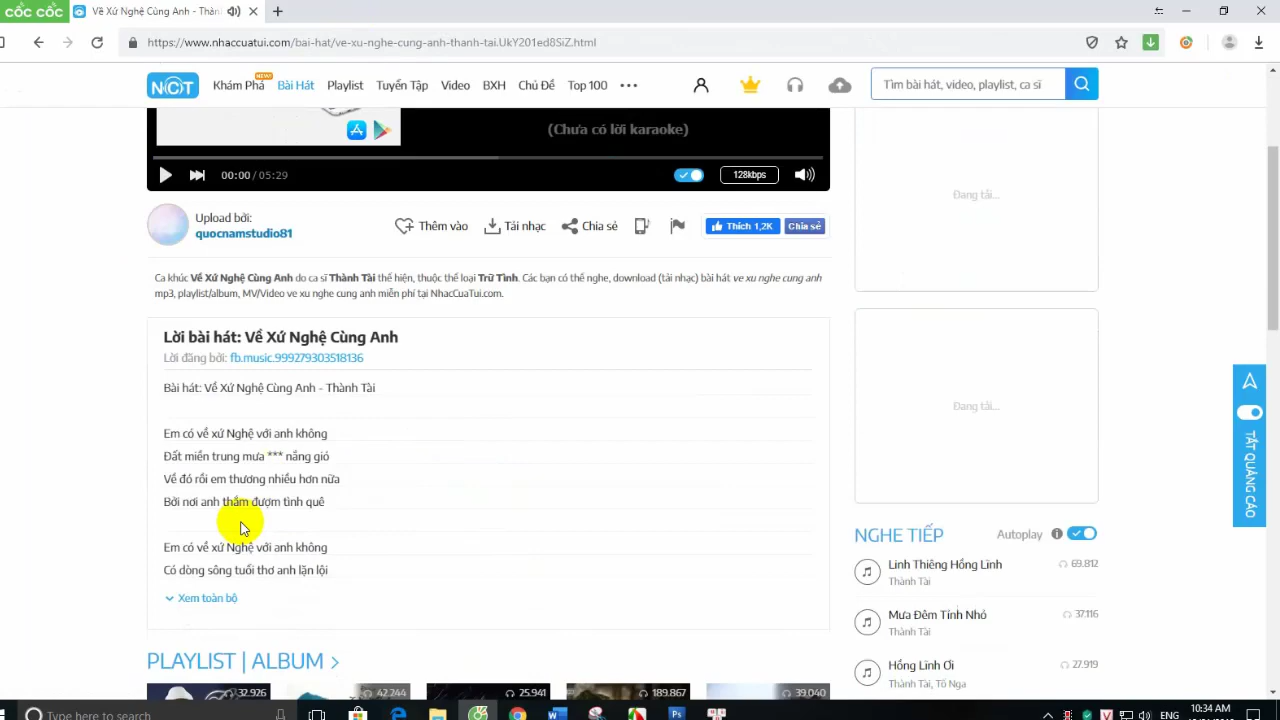 cốc cốc
Về Xứ Nghệ Cùng Anh - Thàn
https://www.nhaccuatui.com/bai-hat/ve-xu-nghe-cung-anh-thanh-tai.UkY201ed8SiZ.html
NCT
Khám Phá NEW Bài Hát Playlist Tuyển Tập Video BXH Chủ Đề Top 100
Tìm bài hát, video, playlist, ca sĩ
(Chưa có lời karaoke)
00:00 / 05:29
128kbps
Upload bởi:
quocnamstudio81
Thêm vào Tải nhạc Chia sẻ
Thích 1,2K Chia sẻ
Ca khúc Về Xứ Nghệ Cùng Anh do ca sĩ Thành Tài thể hiện, thuộc thể loại Trữ Tình. Các bạn có thể nghe, download (tải nhạc) bài hát ve xu nghe cung anh
mp3, playlist/album, MV/Video ve xu nghe cung anh miễn phí tại NhacCuaTui.com.
Lời bài hát: Về Xứ Nghệ Cùng Anh
Lời đăng bởi: fb.music.999279303518136
Bài hát: Về Xứ Nghệ Cùng Anh - Thành Tài
Em có về xứ Nghệ với anh không
Đất miền trung mưa *** nắng gió
Về đó rồi em thương nhiều hơn nữa
Bởi nơi anh thắm đượm tình quê
Em có về xứ Nghệ với anh không
Có dòng sông tuổi thơ anh lặn lội
Xem toàn bộ
PLAYLIST | ALBUM
32.926
42.744
25.941
189.867
39.040
Đang tải...
Đang tải...
TẮT QUẢNG CÁO
NGHE TIẾP
Autoplay
Linh Thiêng Hồng Lĩnh 69.812
Thành Tài
Mưa Đêm Tỉnh Nhỏ 37.116
Thành Tài
Hồng Lĩnh Ơi 27.919
Thành Tài, Tố Nga
Type here to search
ENG
10:34 AM